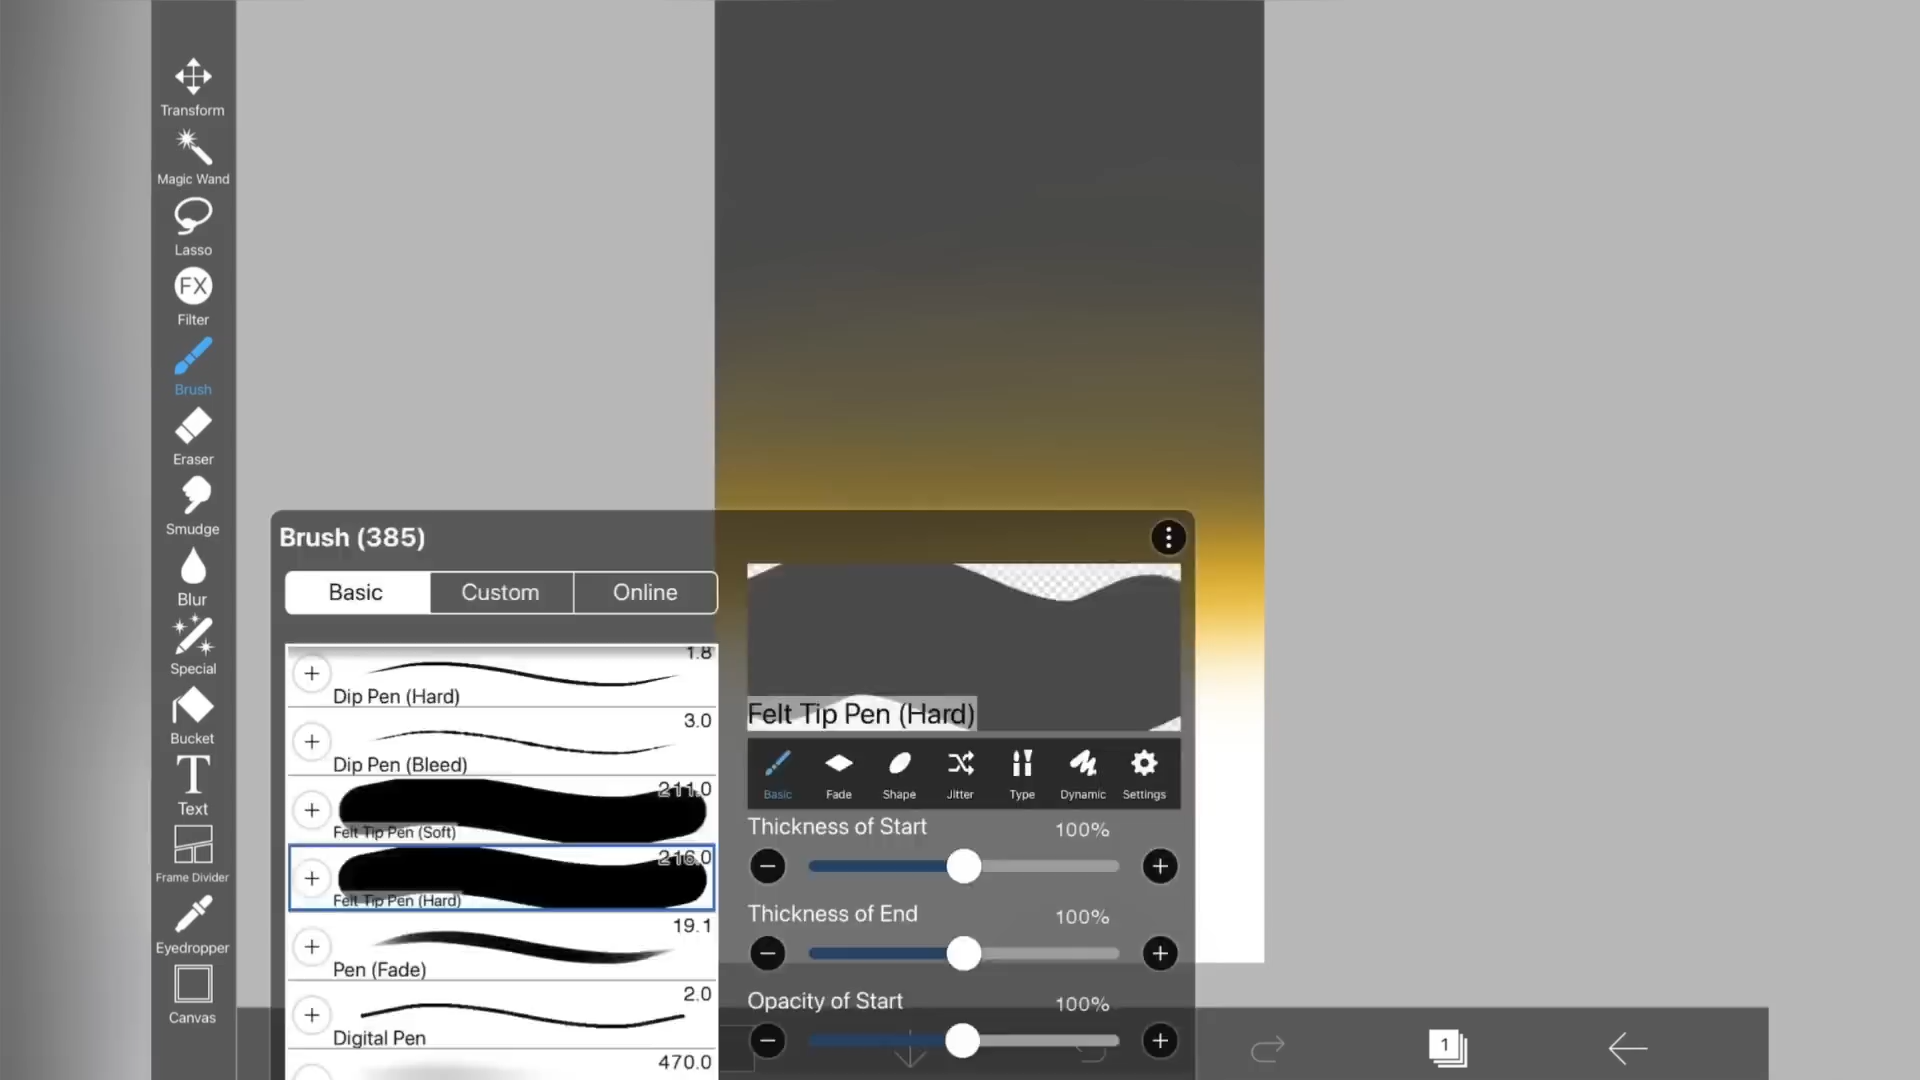 Transform
Magic Wand
Lasso
FX
Filter
Brush
Eraser
Smudge
Blur
Special
Bucket
T
Text
Frame Divider
Eyedropper
Canvas
Brush (385)
Basic Custom Online
1.8
Dip Pen (Hard)
3.0
Dip Pen (Bleed)
211.0
Felt Tip Pen (Soft)
216.0
Felt Tip Pen (Hard)
19.1
Pen (Fade)
2.0
Digital Pen
470.0
Felt Tip Pen (Hard)
Basic Fade Shape Jitter Type Dynamic Settings
Thickness of Start 100%
Thickness of End 100%
Opacity of Start 100%
1